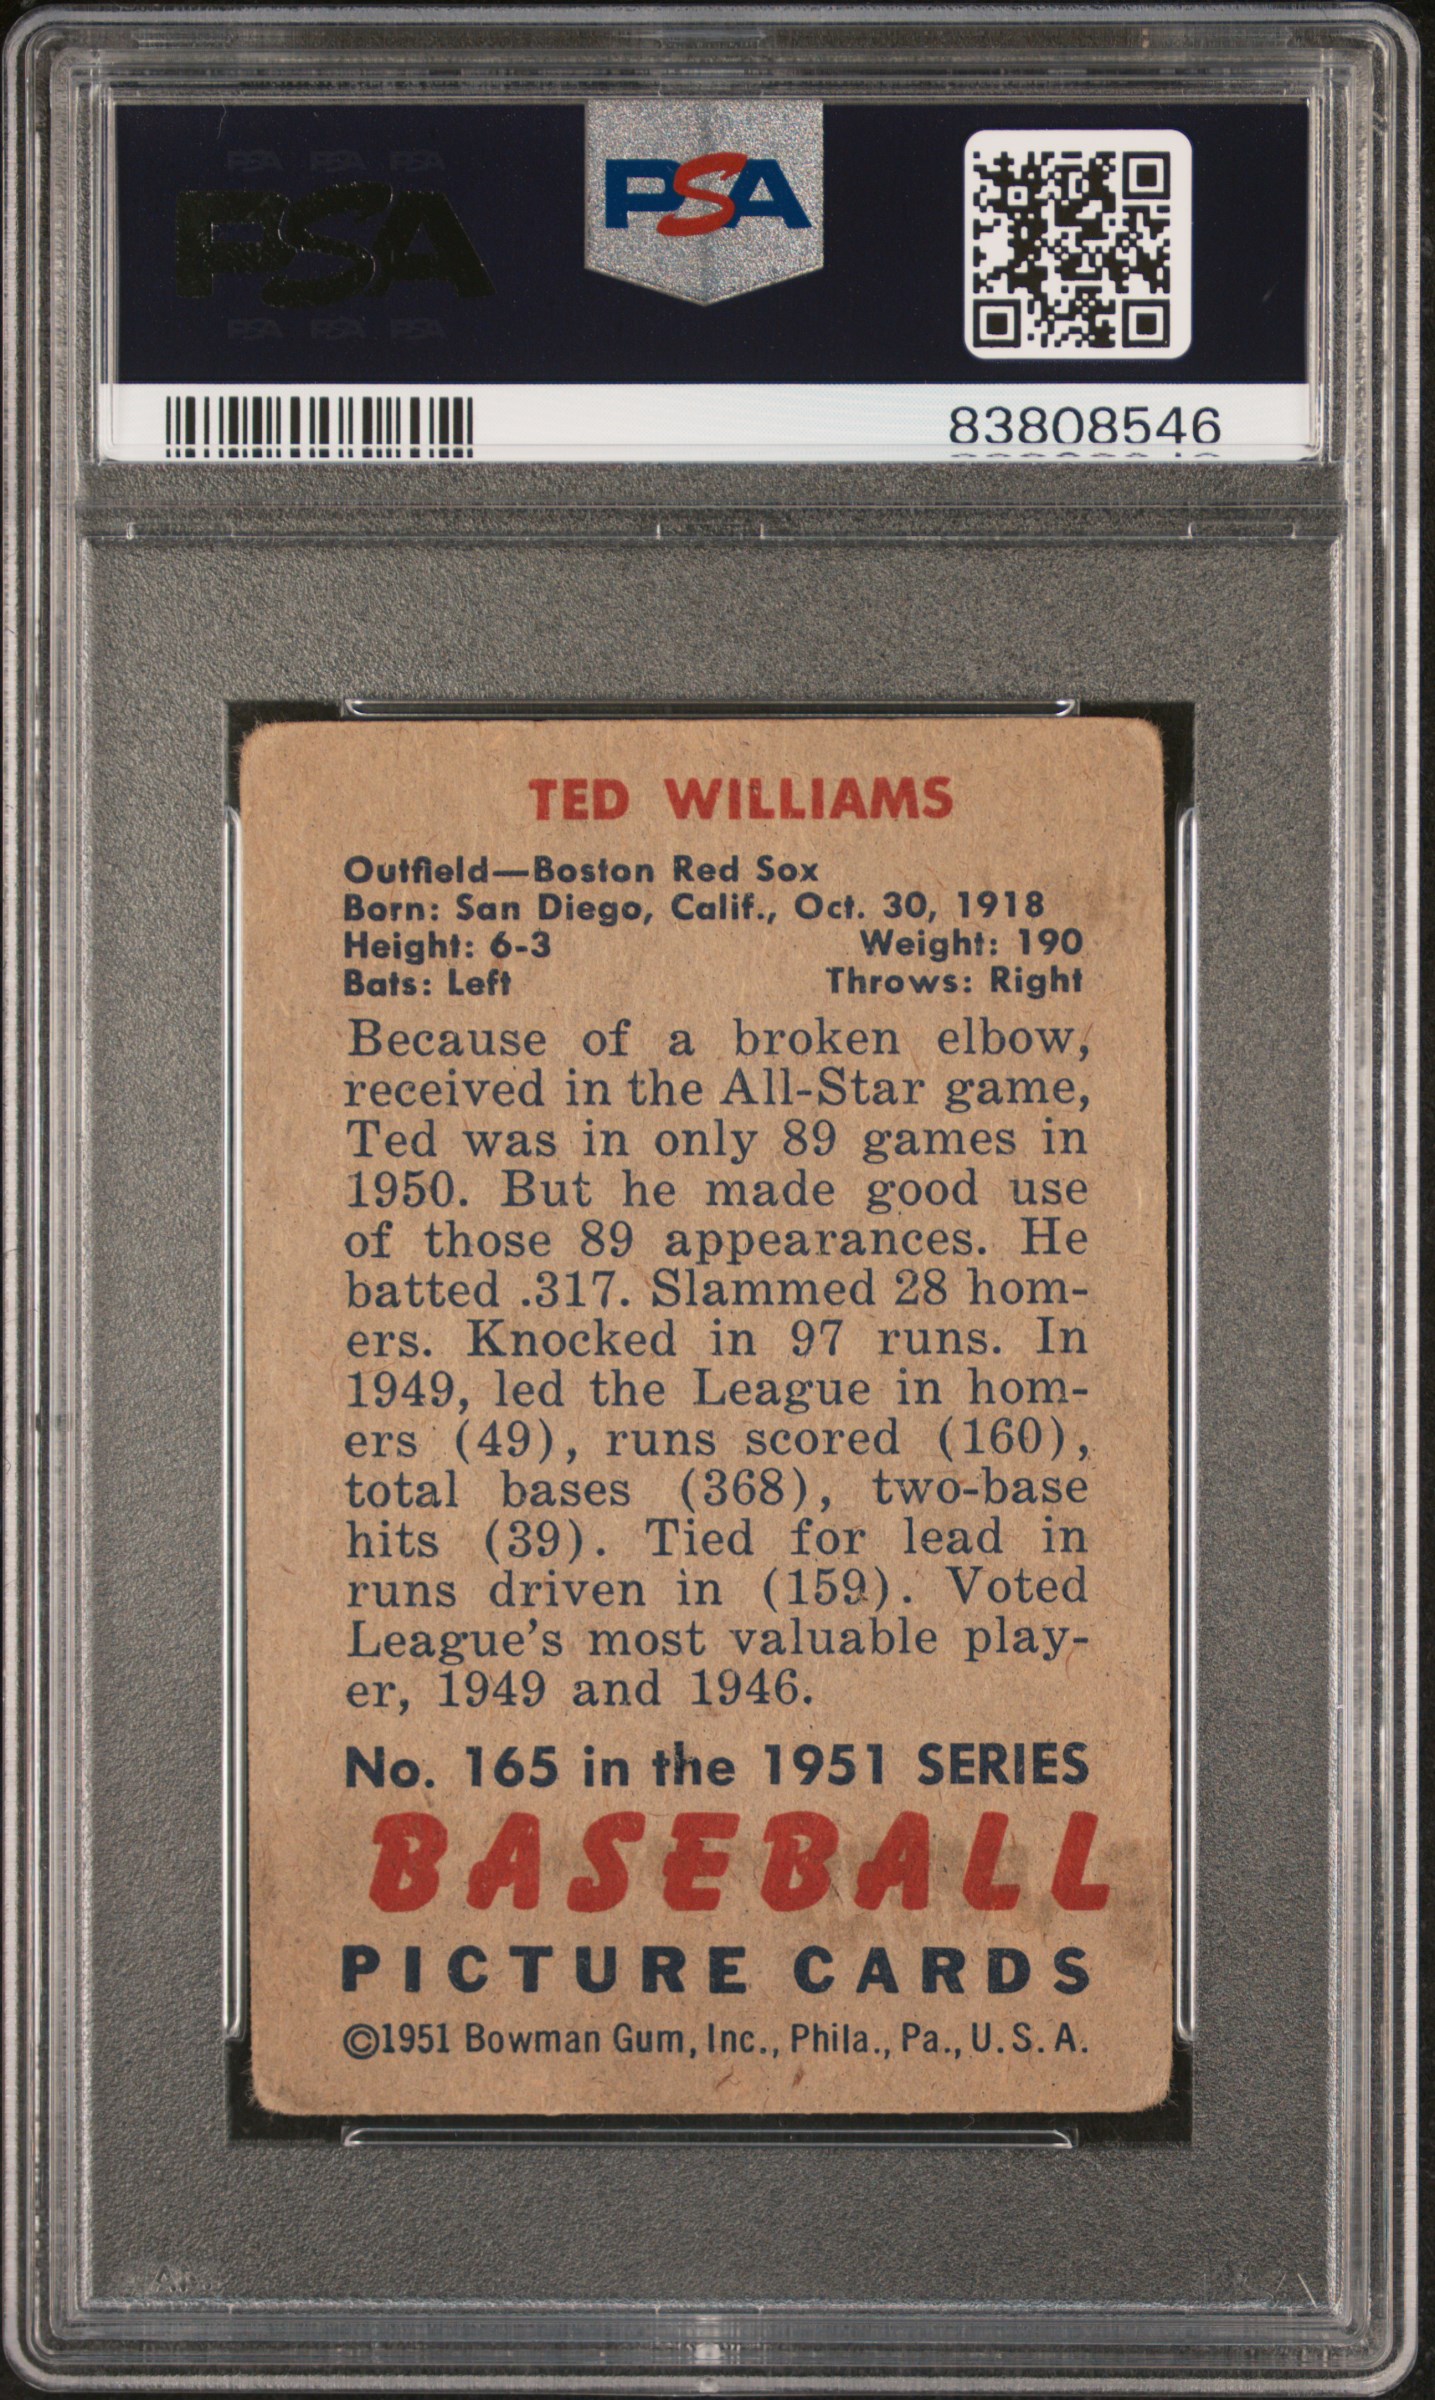 PSA PSA PSA
PSA
PSA PSA PSA
PSA
83808546
TED WILLIAMS
Outfield—Boston Red Sox
Born: San Diego, Calif., Oct. 30, 1918
Height: 6-3 Weight: 190
Bats: Left Throws: Right
Because of a broken elbow,
received in the All-Star game,
Ted was in only 89 games in
1950. But he made good use
of those 89 appearances. He
batted .317. Slammed 28 hom-
ers. Knocked in 97 runs. In
1949, led the League in hom-
ers (49), runs scored (160),
total bases (368), two-base
hits (39). Tied for lead in
runs driven in (159). Voted
League's most valuable play-
er, 1949 and 1946.
No. 165 in the 1951 SERIES
BASEBALL
PICTURE CARDS
©1951 Bowman Gum, Inc., Phila., Pa., U.S.A.